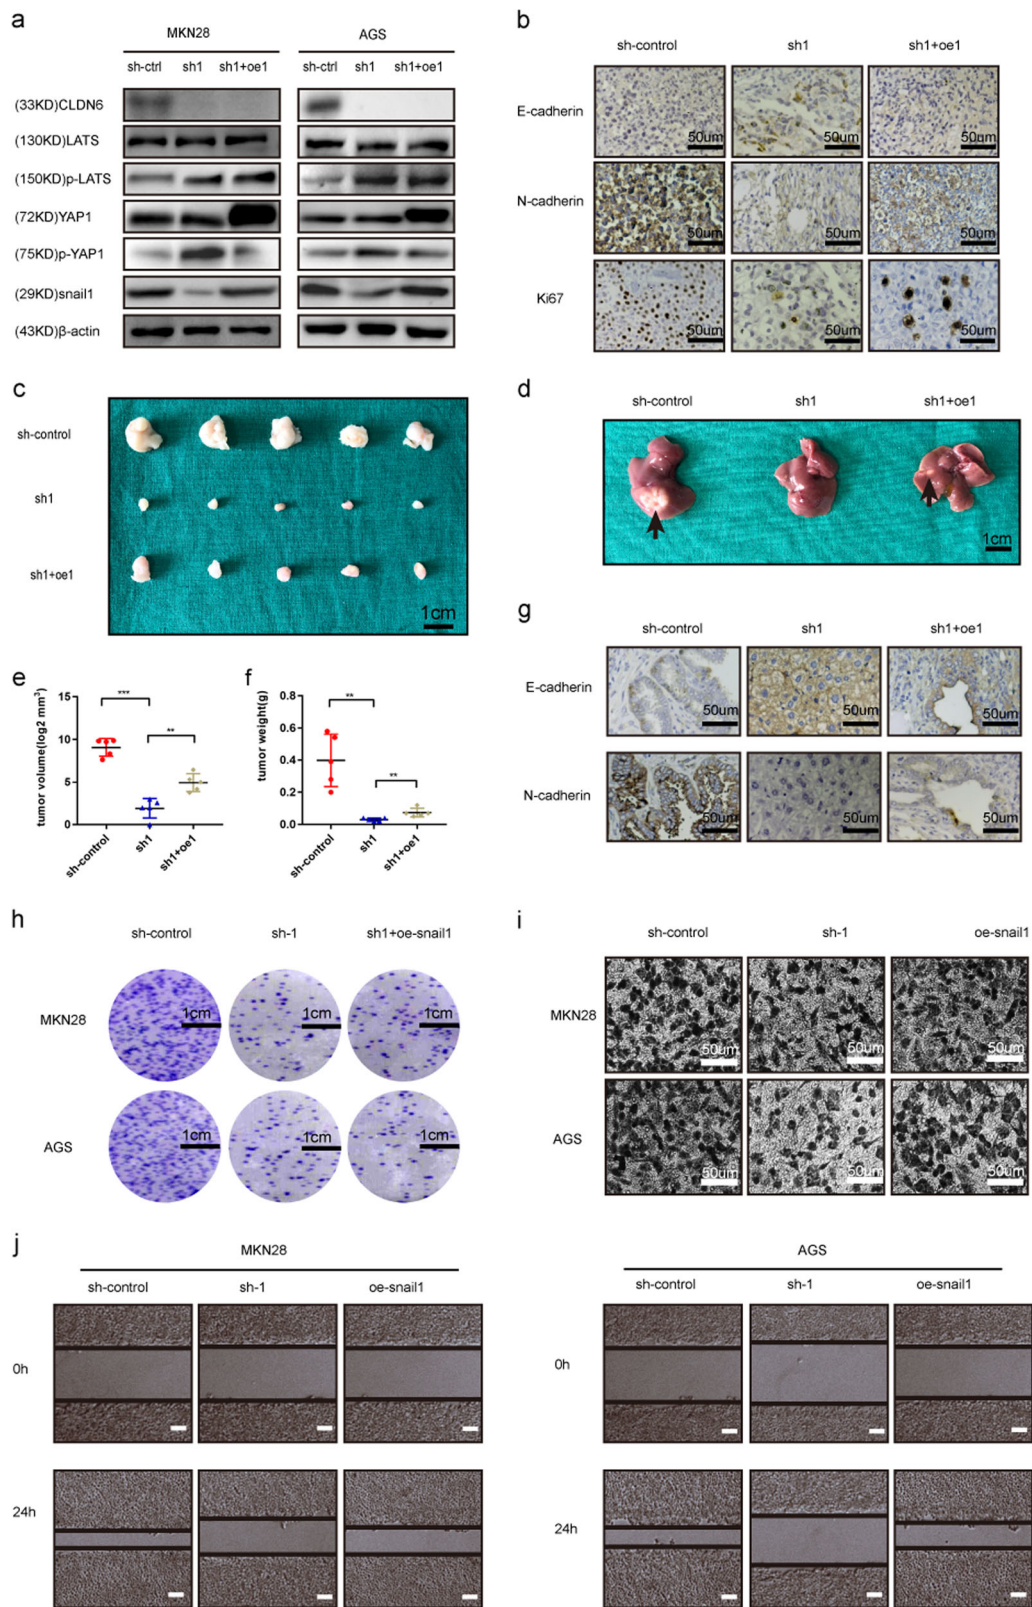 a
MKN28 AGS
sh-ctrl sh1 sh1+oe1 sh-ctrl sh1 sh1+oe1
(33KD)CLDN6
(130KD)LATS
(150KD)p-LATS
(72KD)YAP1
(75KD)p-YAP1
(29KD)snail1
(43KD)β-actin
b
sh-control sh1 sh1+oe1
E-cadherin
50um 50um 50um
N-cadherin
50um 50um 50um
Ki67
50um 50um 50um
c
sh-control
sh1
sh1+oe1
1cm
d
sh-control sh1 sh1+oe1
1cm
e
tumor volume(log2 mm³)
15
10
5
0
*** **
sh-control sh1 sh1+oe1
f
tumor weight(g)
0.8
0.6
0.4
0.2
0.0
** **
sh-control sh1 sh1+oe1
g
sh-control sh1 sh1+oe1
E-cadherin
50um 50um 50um
N-cadherin
50um 50um 50um
h
sh-control sh-1 sh1+oe-snail1
MKN28
1cm 1cm 1cm
AGS
1cm 1cm 1cm
i
sh-control sh-1 oe-snail1
MKN28
50um 50um 50um
AGS
50um 50um 50um
j
MKN28
sh-control sh-1 oe-snail1
0h
24h
AGS
sh-control sh-1 oe-snail1
0h
24h